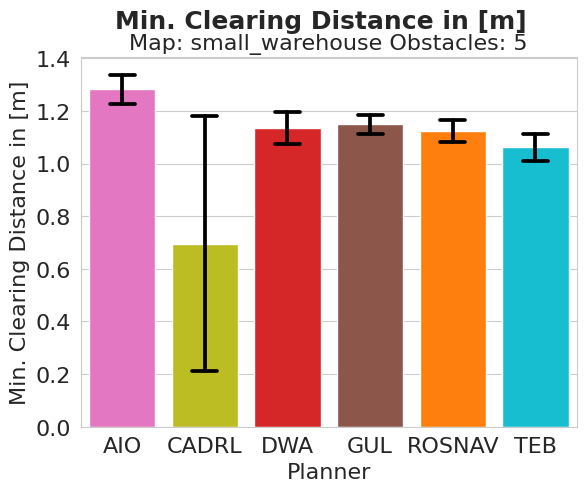 Min. Clearing Distance in [m]
Map: small_warehouse Obstacles: 5
Min. Clearing Distance in [m]
1.4
1.2
1.0
0.8
0.6
0.4
0.2
0.0
AIO CADRL DWA GUL ROSNAV TEB
Planner